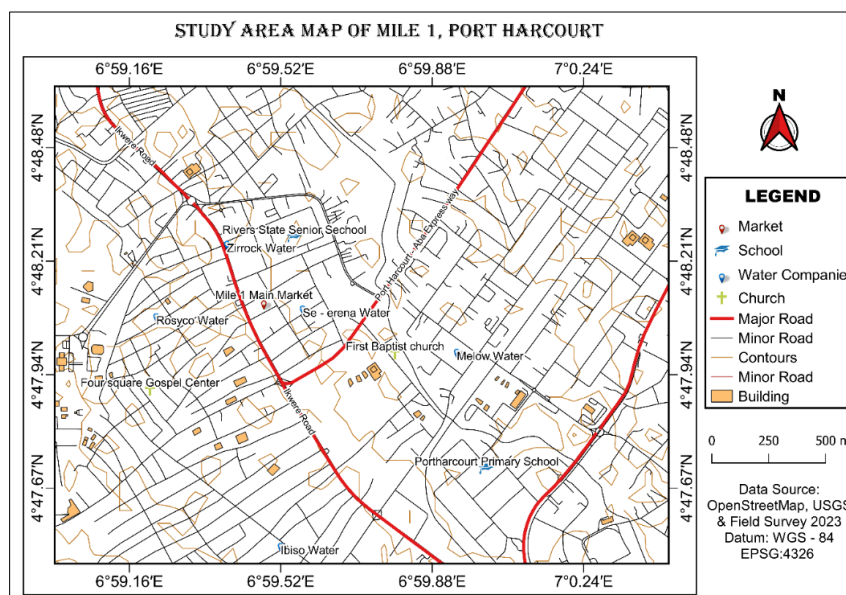 STUDY AREA MAP OF MILE 1, PORT HARCOURT
6°59.16'E 6°59.52'E 6°59.88'E 7°0.24'E
4°48.48'N 4°48.48'N
4°48.21'N 4°48.21'N
4°47.94'N 4°47.94'N
4°47.67'N 4°47.67'N
Ikwere Road
Rivers State Senior Sechool
Zirrock Water
Port Harcourt - Aba Express way
Mile 1 Main Market
Se - erena Water
Rosyco Water
First Baptist church
Melow Water
Four square Gospel Center
Ikwere Road
Portharcourt Primary School
Ibiso Water
6°59.16'E 6°59.52'E 6°59.88'E 7°0.24'E
N
LEGEND
Market
School
Water Companie
Church
Major Road
Minor Road
Contours
Minor Road
Building
0 250 500 m
Data Source:
OpenStreetMap, USGS
& Field Survey 2023
Datum: WGS - 84
EPSG:4326